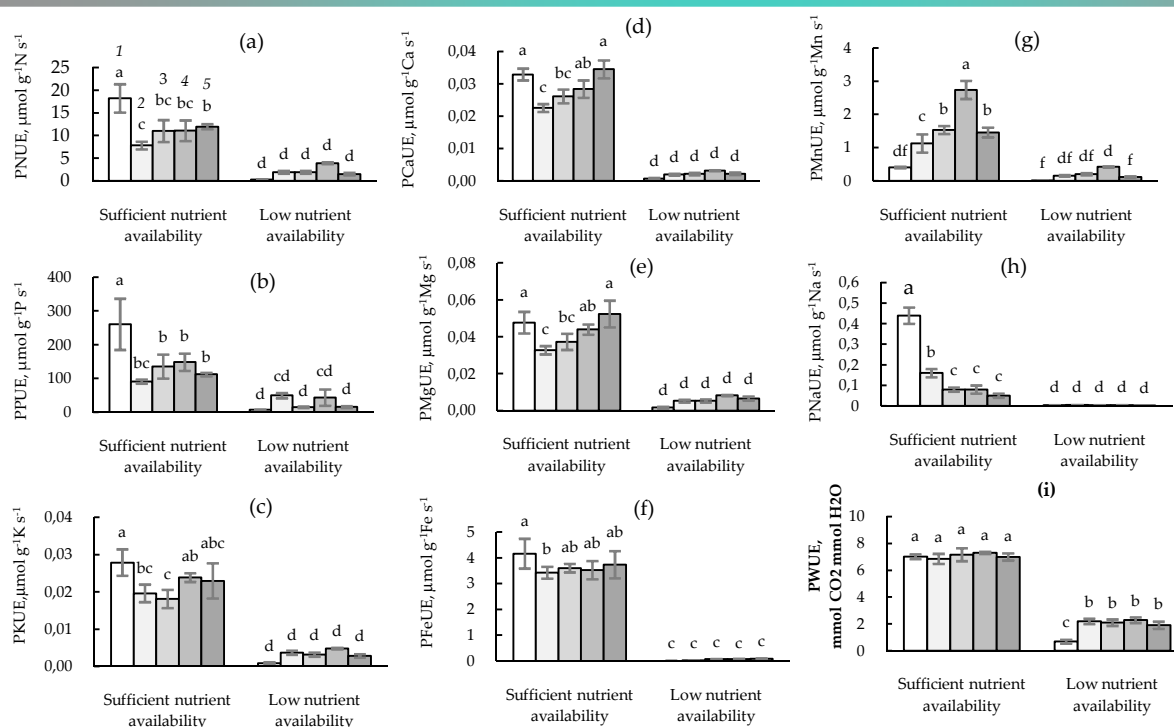 (a)
PNUE, µmol g⁻¹N s⁻¹
25
20
15
10
5
0
1
a
2
c
3
bc
4
bc
5
b
d d d d d
Sufficient nutrient
availability
Low nutrient
availability
(d)
PCaUE, µmol g⁻¹Ca s⁻¹
0,04
0,03
0,02
0,01
0,00
a c bc ab a
d d d d d
Sufficient nutrient
availability
Low nutrient
availability
(g)
PMnUE, µmol g⁻¹Mn s⁻¹
4
3
2
1
0
df c b a b
f df df d f
Sufficient nutrient
availability
Low nutrient
availability
(b)
PPUE, µmol g⁻¹P s⁻¹
400
300
200
100
0
a bc b b b
d cd d cd d
Sufficient nutrient
availability
Low nutrient
availability
(e)
PMgUE, µmol g⁻¹Mg s⁻¹
0,08
0,06
0,04
0,02
0,00
a c bc ab a
d d d d d
Sufficient nutrient
availability
Low nutrient
availability
(h)
PNaUE, µmol g⁻¹Na s⁻¹
0,6
0,5
0,4
0,3
0,2
0,1
0
a b c c c
d d d d d
Sufficient nutrient
availability
Low nutrient
availability
(c)
PKUE,µmol g⁻¹K s⁻¹
0,04
0,03
0,02
0,01
0,00
a bc c ab abc
d d d d d
Sufficient nutrient
availability
Low nutrient
availability
(f)
PFeUE,µmol g⁻¹Fe s⁻¹
5
4
3
2
1
0
a b ab ab ab
c c c c c
Sufficient nutrient
availability
Low nutrient
availability
(i)
PWUE,
mmol CO2 mmol H2O
10
8
6
4
2
0
a a a a a
c b b b b
Sufficient nutrient
availability
Low nutrient
availability